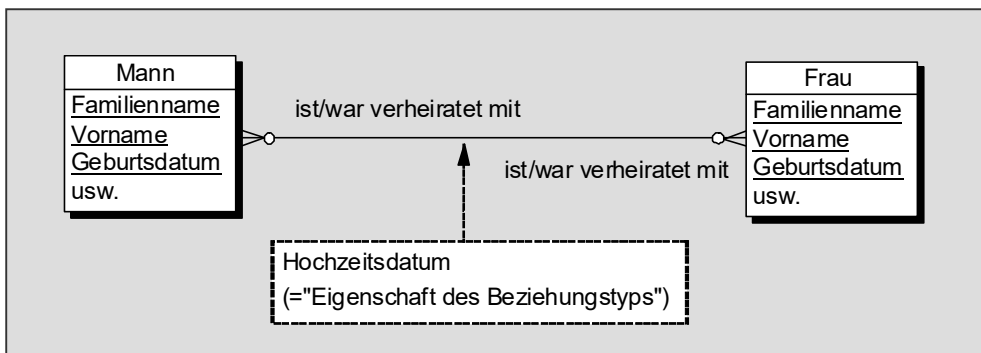 Mann
Familienname
Vorname
Geburtsdatum
usw.
ist/war verheiratet mit
ist/war verheiratet mit
Frau
Familienname
Vorname
Geburtsdatum
usw.
Hochzeitsdatum
(="Eigenschaft des Beziehungstyps")